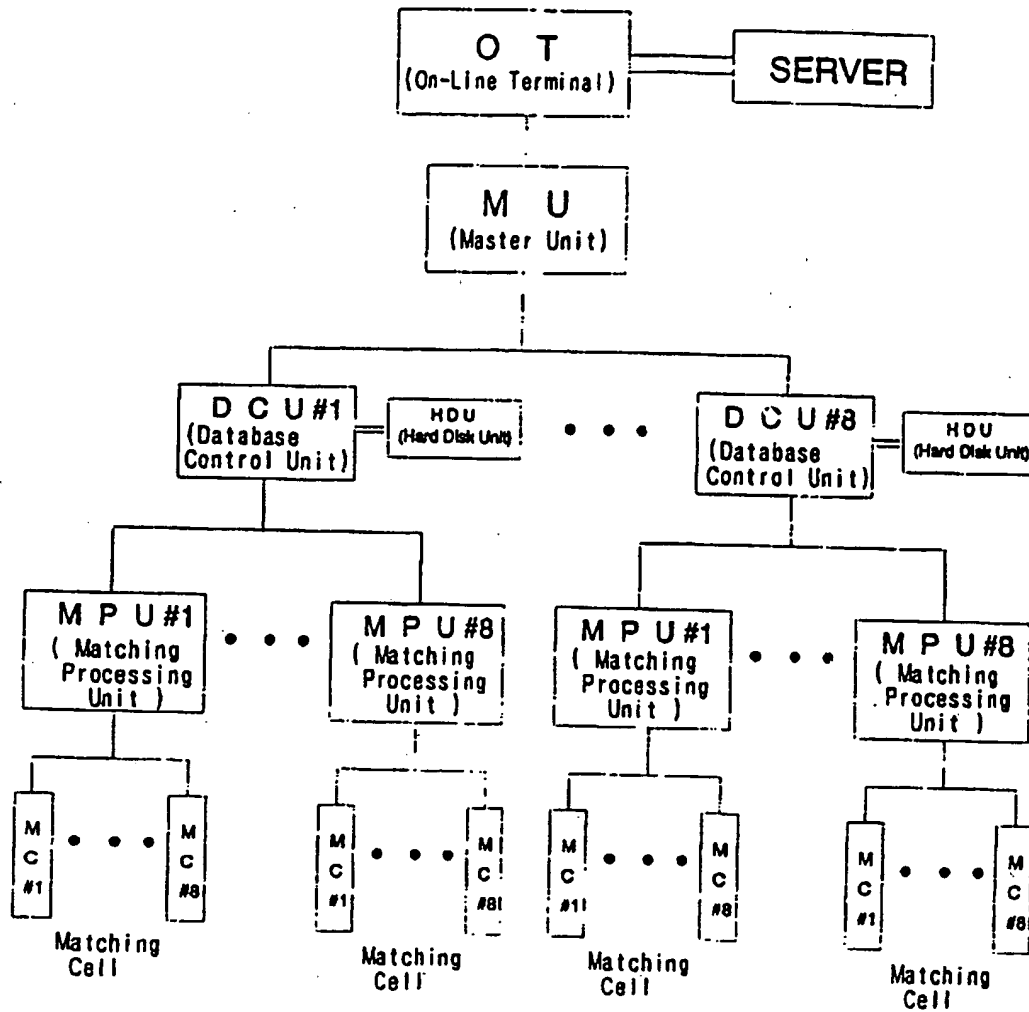 O T
(On-Line Terminal)
SERVER
M U
(Master Unit)
D C U #1
(Database
Control Unit)
HDU
(Hard Disk Unit)
D C U #8
(Database
Control Unit)
HDU
(Hard Disk Unit)
M P U #1
( Matching
Processing
Unit )
M P U #8
( Matching
Processing
Unit )
M P U #1
( Matching
Processing
Unit )
M P U #8
( Matching
Processing
Unit )
M
C
#1
M
C
#8
Matching
Cell
M
C
#1
M
C
#8
Matching
Cell
M
C
#1
M
C
#8
Matching
Cell
M
C
#1
M
C
#8
Matching
Cell